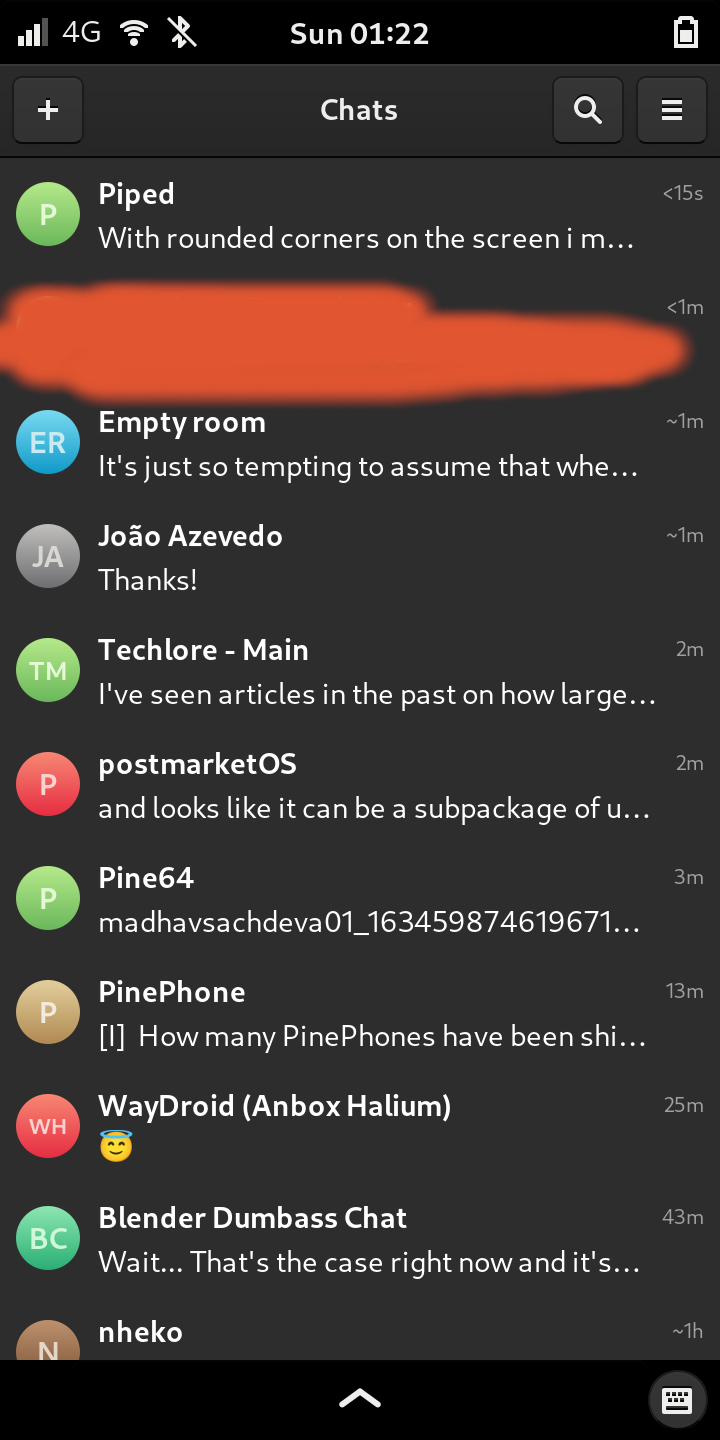 4G Sun 01:22
Chats
P Piped <15s
With rounded corners on the screen i m...
<1m
ER Empty room ~1m
It's just so tempting to assume that whe...
JA João Azevedo ~1m
Thanks!
TM Techlore - Main 2m
I've seen articles in the past on how large...
P postmarketOS 2m
and looks like it can be a subpackage of u...
P Pine64 3m
madhavsachdeva01_163459874619671...
P PinePhone 13m
[I] How many PinePhones have been shi...
WH WayDroid (Anbox Halium) 25m
😇
BC Blender Dumbass Chat 43m
Wait... That's the case right now and it's...
N nheko ~1h